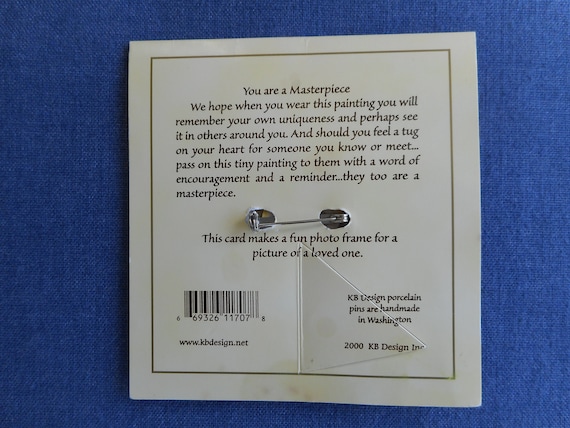 You are a Masterpiece
We hope when you wear this painting you will
remember your own uniqueness and perhaps see
it in others around you. And should you feel a tug
on your heart for someone you know or meet...
pass on this tiny painting to them with a word of
encouragement and a reminder...they too are a
masterpiece.
This card makes a fun photo frame for a
picture of a loved one.
KB Design porcelain
pins are handmade
in Washington
6 69326 11707 8
www.kbdesign.net
2000 KB Design Inc